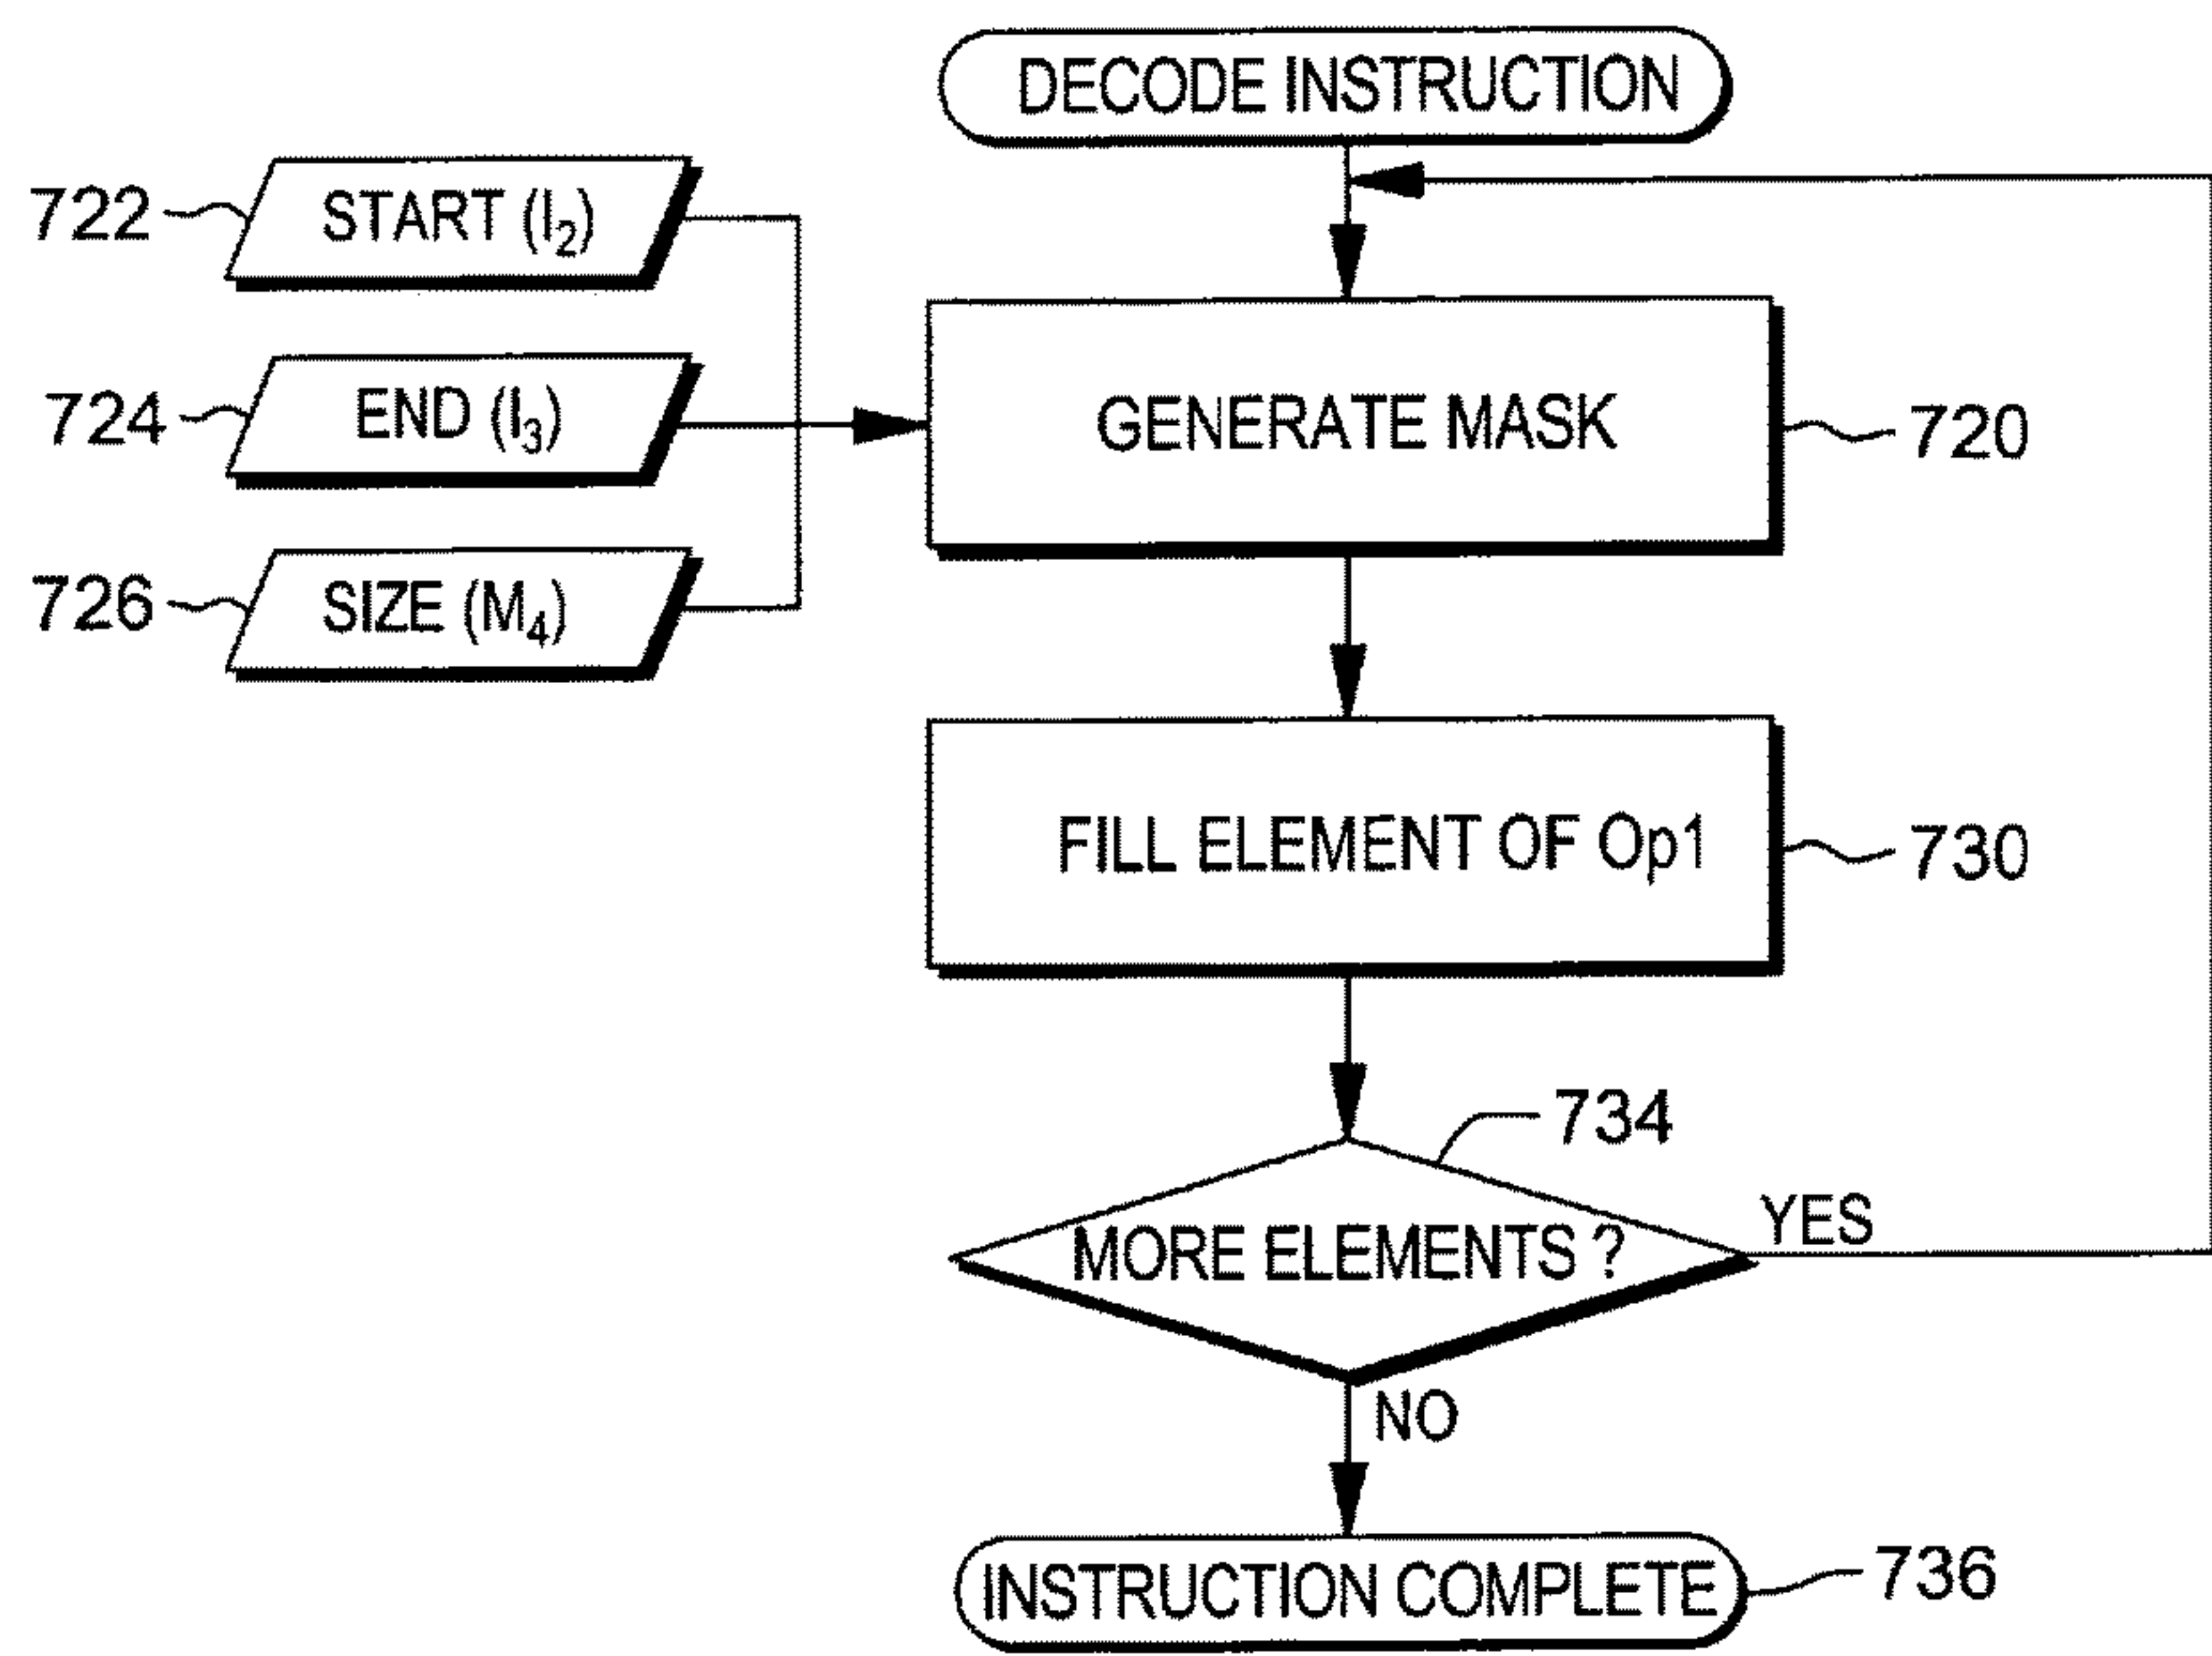 DECODE INSTRUCTION
722 START (I2)
724 END (I3)
726 SIZE (M4)
GENERATE MASK 720
FILL ELEMENT OF Op1 730
734
MORE ELEMENTS ?
YES
NO
INSTRUCTION COMPLETE 736